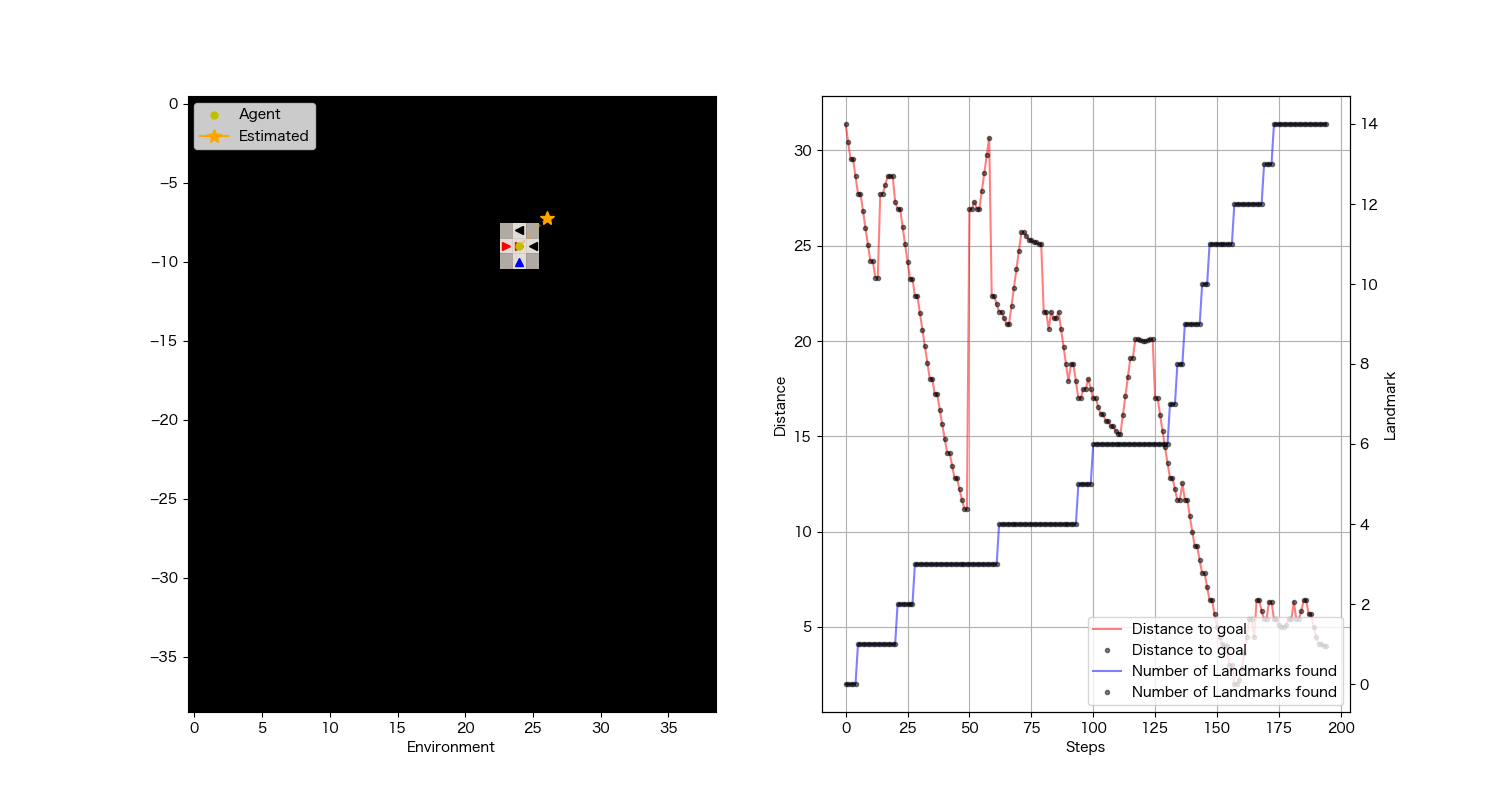 Agent
Estimated
0
−5
−10
−15
−20
−25
−30
−35
0 5 10 15 20 25 30 35
Environment
30
25
20
15
10
5
Distance
14
12
10
8
6
4
2
0
Landmark
Distance to goal
Distance to goal
Number of Landmarks found
Number of Landmarks found
0 25 50 75 100 125 150 175 200
Steps